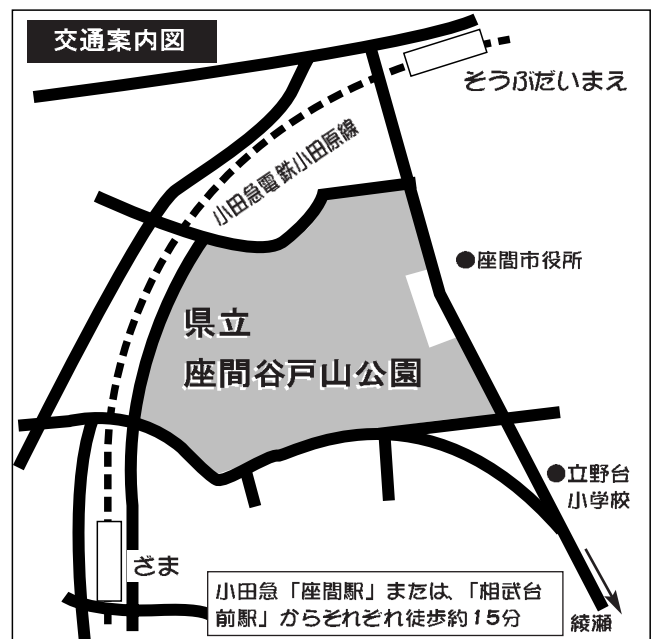 交通案内図
そうぶだいまえ
小田急電鉄小田原線
座間市役所
県立
座間谷戸山公園
立野台
小学校
ざま
小田急「座間駅」または、「相武台
前駅」からそれぞれ徒歩約15分
綾瀬